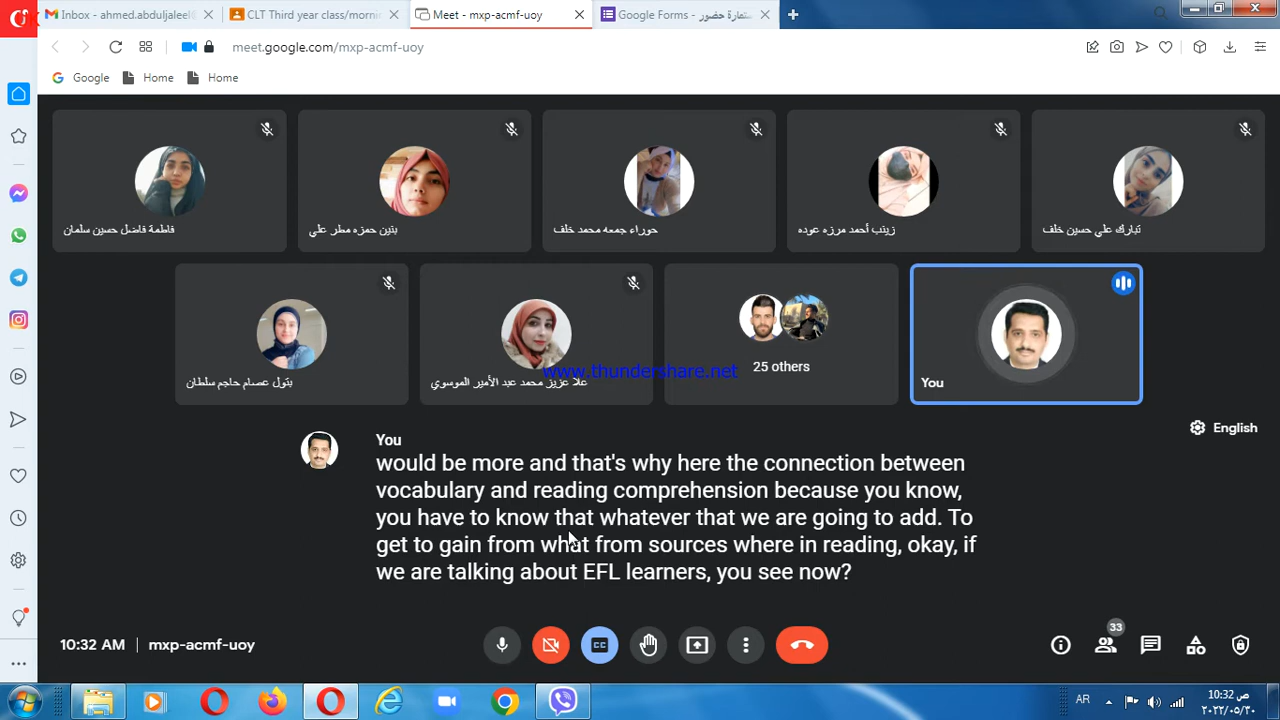 Inbox - ahmed.abduljaleel@
CLT Third year class/morni
Meet - mxp-acmf-uoy
Google Forms - استمارة حضور
meet.google.com/mxp-acmf-uoy
Google
Home
Home
فاطمة فاضل حسين سلمان
بنين حمزه مطر علي
حوراء جمعه محمد خلف
زينب أحمد مرزه عوده
تبارك علي حسين خلف
بتول عصام حاجم سلطان
علا عزيز محمد عبد الأمير الموسوي
25 others
You
www.thundershare.net
English
You
would be more and that's why here the connection between
vocabulary and reading comprehension because you know,
you have to know that whatever that we are going to add. To
get to gain from what from sources where in reading, okay, if
we are talking about EFL learners, you see now?
10:32 AM
mxp-acmf-uoy
CC
33
AR
10:32 ص
٢٠٢٢/٠٥/٣٠